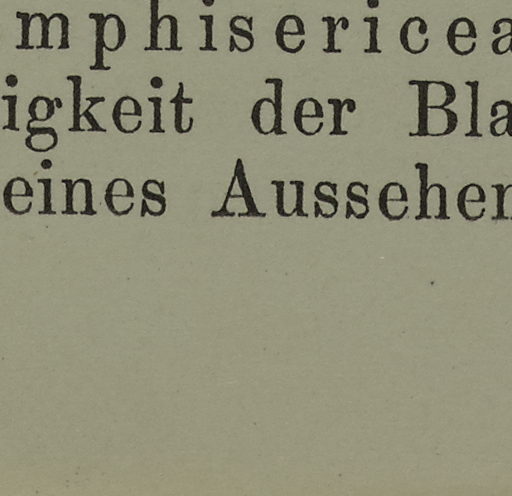 mphisericea
igkeit der Bla
eines Aussehen